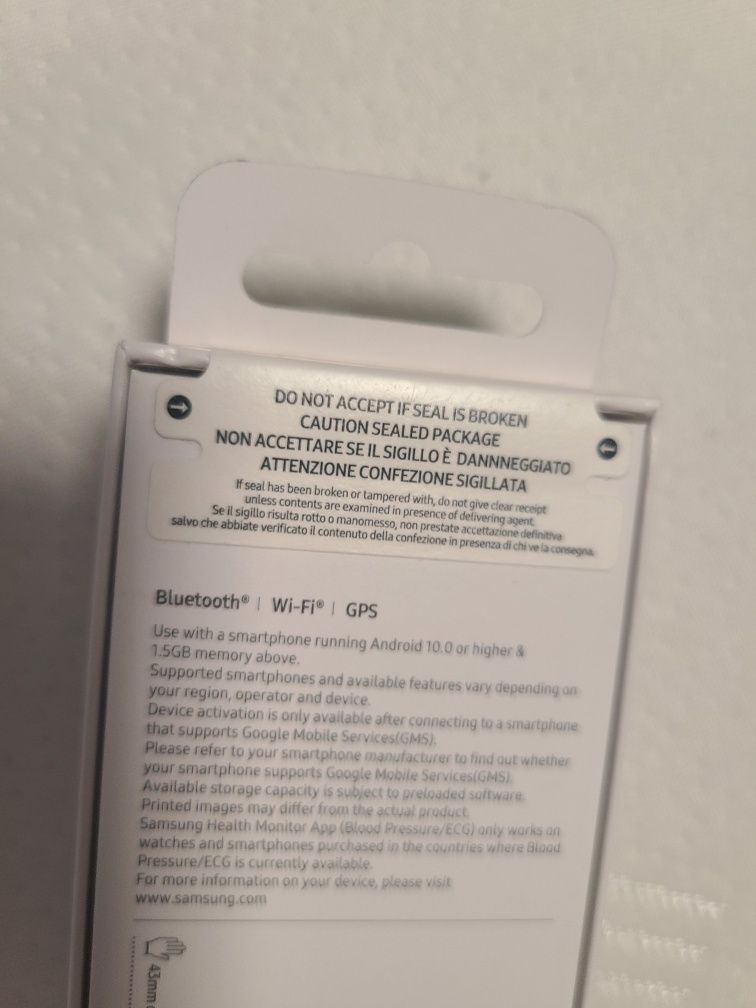 DO NOT ACCEPT IF SEAL IS BROKEN
CAUTION SEALED PACKAGE
NON ACCETTARE SE IL SIGILLO È DANNNEGGIATO
ATTENZIONE CONFEZIONE SIGILLATA
If seal has been broken or tampered with, do not give clear receipt
unless contents are examined in presence of delivering agent.
Se il sigillo risulta rotto o manomesso, non prestate accettazione definitiva
salvo che abbiate verificato il contenuto della confezione in presenza di chi ve la consegna.
Bluetooth® | Wi-Fi® | GPS
Use with a smartphone running Android 10.0 or higher &
1.5GB memory above.
Supported smartphones and available features vary depending on
your region, operator and device.
Device activation is only available after connecting to a smartphone
that supports Google Mobile Services(GMS).
Please refer to your smartphone manufacturer to find out whether
your smartphone supports Google Mobile Services(GMS).
Available storage capacity is subject to preloaded software.
Printed images may differ from the actual product.
Samsung Health Monitor App (Blood Pressure/ECG) only works on
watches and smartphones purchased in the countries where Blood
Pressure/ECG is currently available.
For more information on your device, please visit
www.samsung.com
43mm